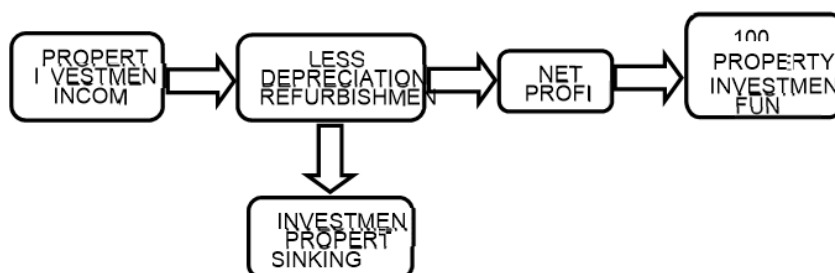 PROPERT
I VESTMEN
INCOM
LESS
DEPRECIATION
REFURBISHMEN
NET
PROFI
100
PROPERTY
INVESTMEN
FUN
INVESTMEN
PROPERT
SINKING